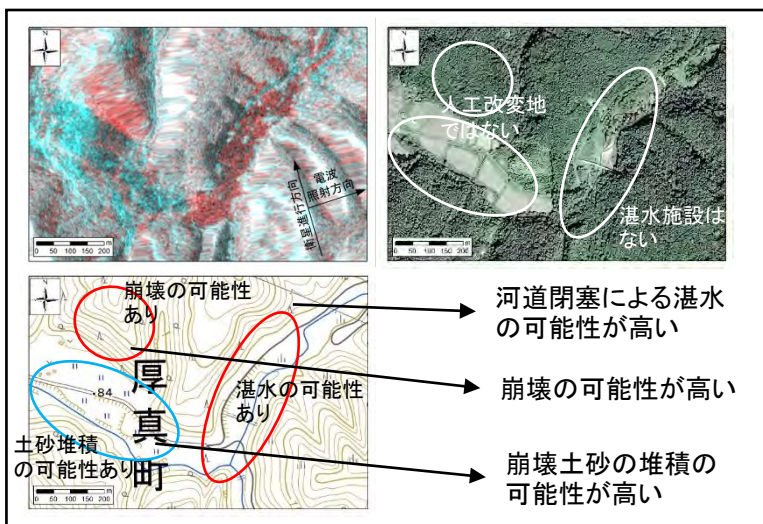 N
電波
照射方向
衛星進行方向
0 50 100 150 200 m
N
人工改変地
ではない
湛水施設は
ない
0 50 100 150 200 m
N
崩壊の可能性
あり
湛水の可能性
あり
・84
厚真町
土砂堆積
の可能性あり
0 50 100 150 200 m
河道閉塞による湛水
の可能性が高い
崩壊の可能性が高い
崩壊土砂の堆積の
可能性が高い